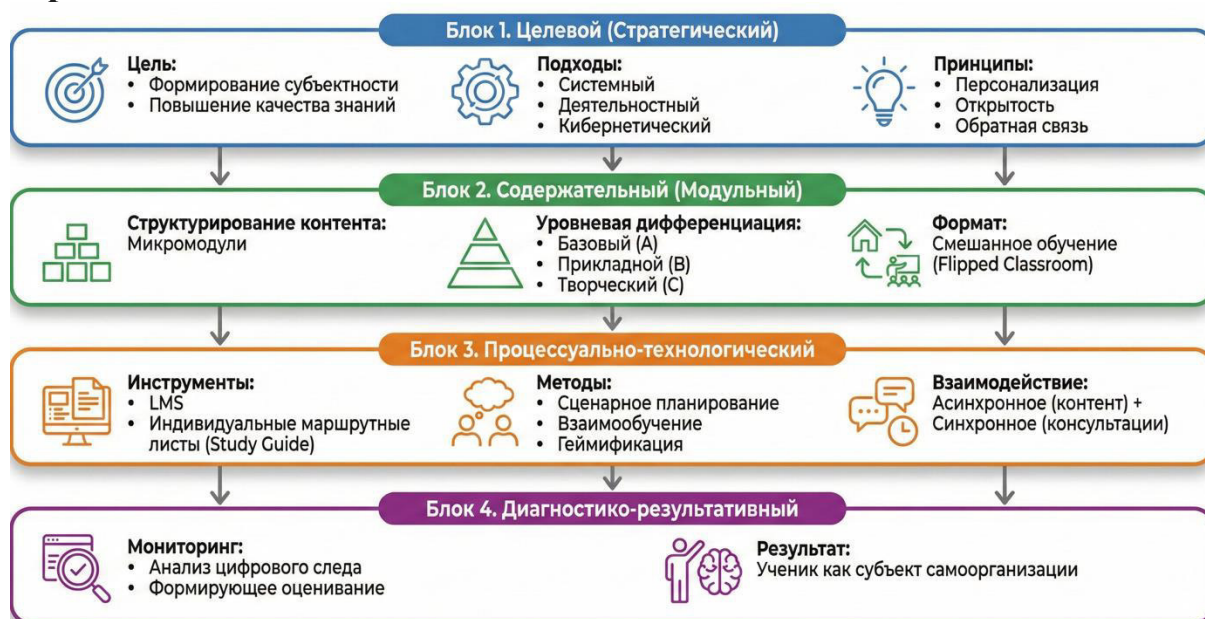 Блок 1. Целевой (Стратегический)
Цель:
• Формирование субъектности
• Повышение качества знаний
Подходы:
• Системный
• Деятельностный
• Кибернетический
Принципы:
• Персонализация
• Открытость
• Обратная связь
Блок 2. Содержательный (Модульный)
Структурирование контента:
Микромодули
Уровневая дифференциация:
• Базовый (А)
• Прикладной (В)
• Творческий (С)
Формат:
Смешанное обучение
(Flipped Classroom)
Блок 3. Процессуально-технологический
Инструменты:
• LMS
• Индивидуальные маршрутные
листы (Study Guide)
Методы:
• Сценарное планирование
• Взаимообучение
• Геймификация
Взаимодействие:
Асинхронное (контент) +
Синхронное (консультации)
Блок 4. Диагностико-результативный
Мониторинг:
• Анализ цифрового следа
• Формирующее оценивание
Результат:
Ученик как субъект самоорганизации